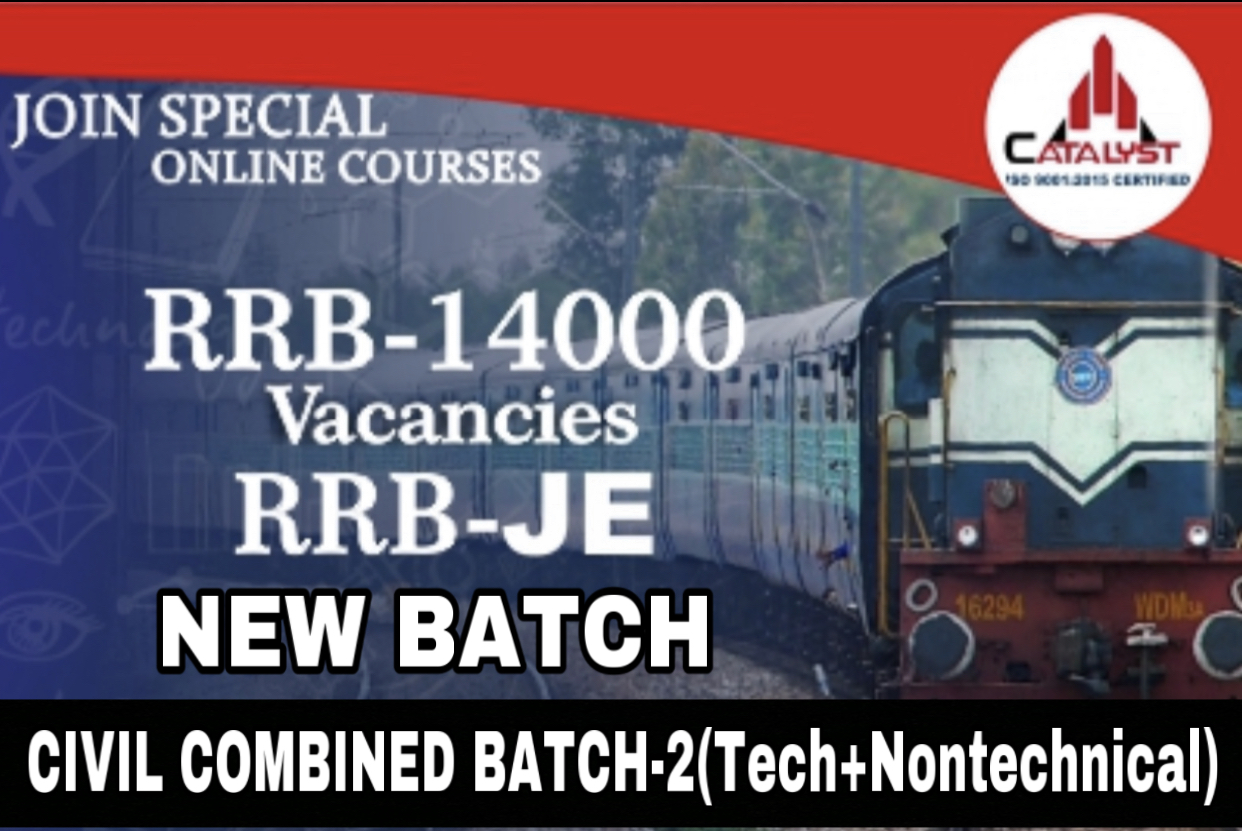 JOIN SPECIAL
ONLINE COURSES
CATALYST
ISO 9001:2015 CERTIFIED
RRB-14000
Vacancies
RRB-JE
NEW BATCH
16294
WDM3A
CIVIL COMBINED BATCH-2(Tech+Nontechnical)